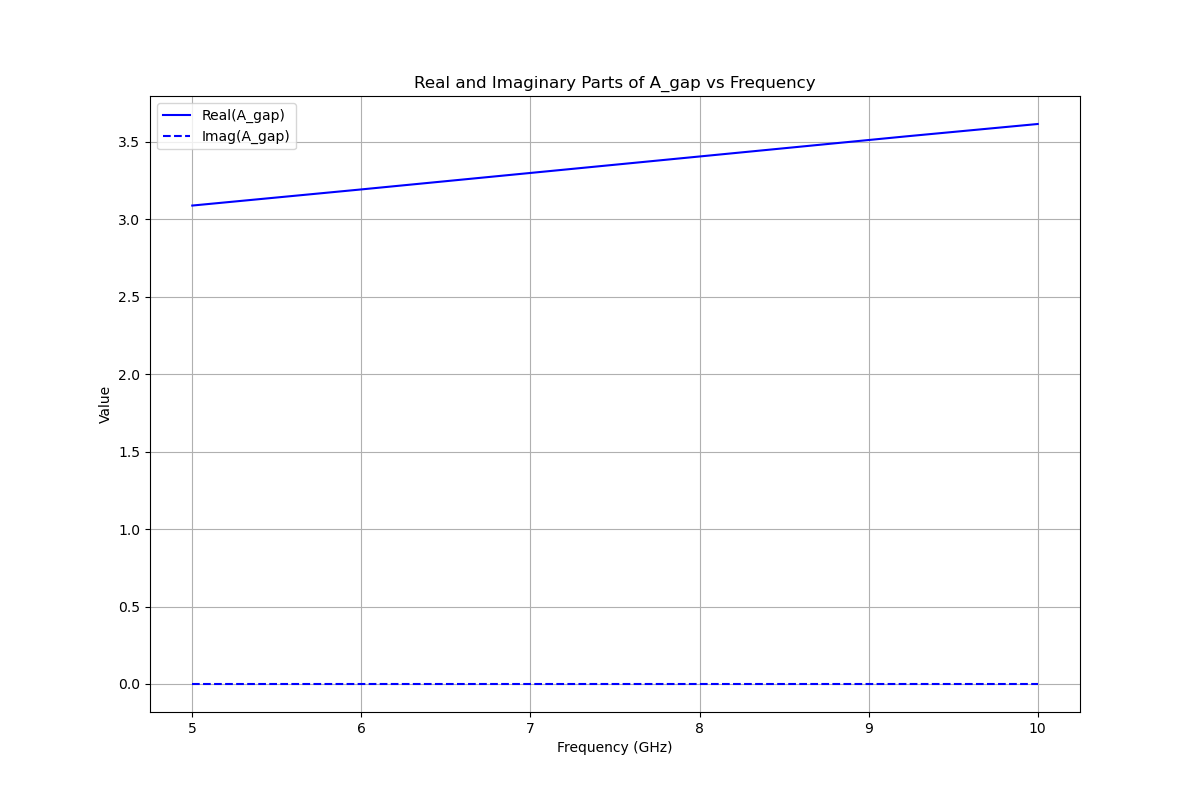 Real and Imaginary Parts of A_gap vs Frequency
Real(A_gap)
Imag(A_gap)
3.5
3.0
2.5
2.0
1.5
1.0
0.5
0.0
Value
5 6 7 8 9 10
Frequency (GHz)